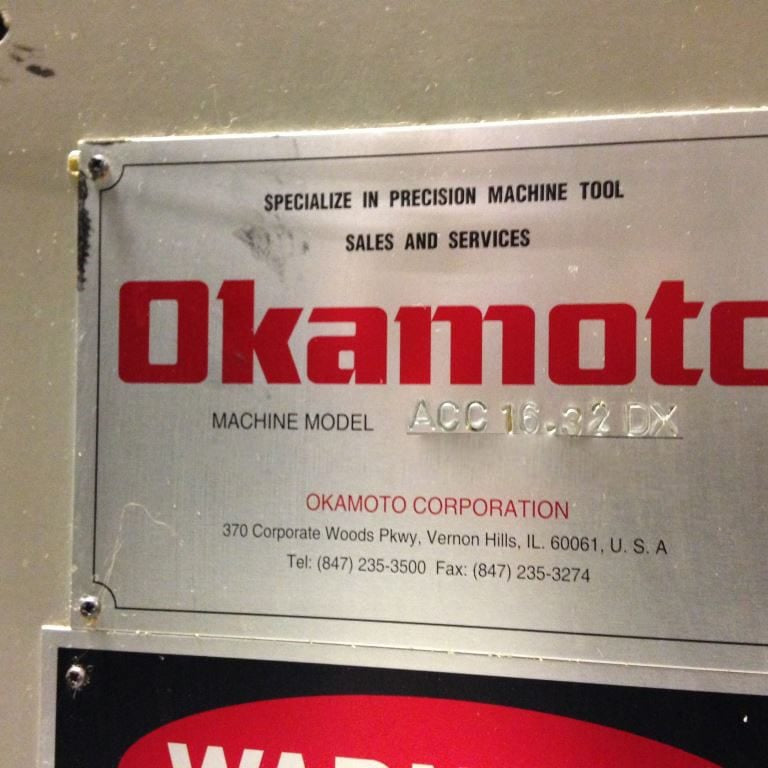 SPECIALIZE IN PRECISION MACHINE TOOL
SALES AND SERVICES
Okamoto
MACHINE MODEL ACC 16.32 DX
OKAMOTO CORPORATION
370 Corporate Woods Pkwy, Vernon Hills, IL. 60061, U. S. A
Tel: (847) 235-3500 Fax: (847) 235-3274